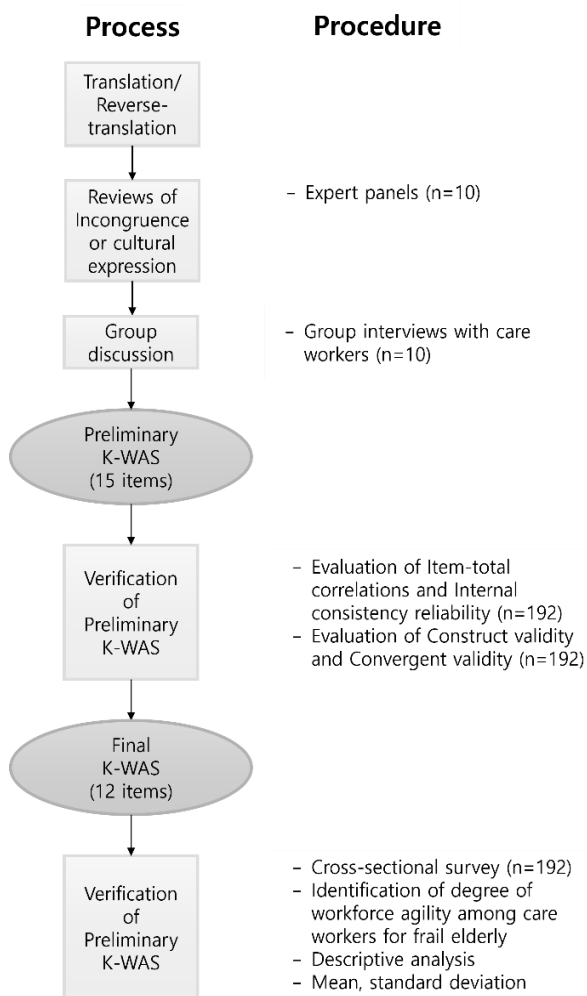 Process
Procedure
Translation/
Reverse-
translation
Reviews of
Incongruence
or cultural
expression
– Expert panels (n=10)
Group
discussion
– Group interviews with care
workers (n=10)
Preliminary
K-WAS
(15 items)
Verification
of
Preliminary
K-WAS
– Evaluation of Item-total
correlations and Internal
consistency reliability (n=192)
– Evaluation of Construct validity
and Convergent validity (n=192)
Final
K-WAS
(12 items)
Verification
of
Preliminary
K-WAS
– Cross-sectional survey (n=192)
– Identification of degree of
workforce agility among care
workers for frail elderly
– Descriptive analysis
– Mean, standard deviation